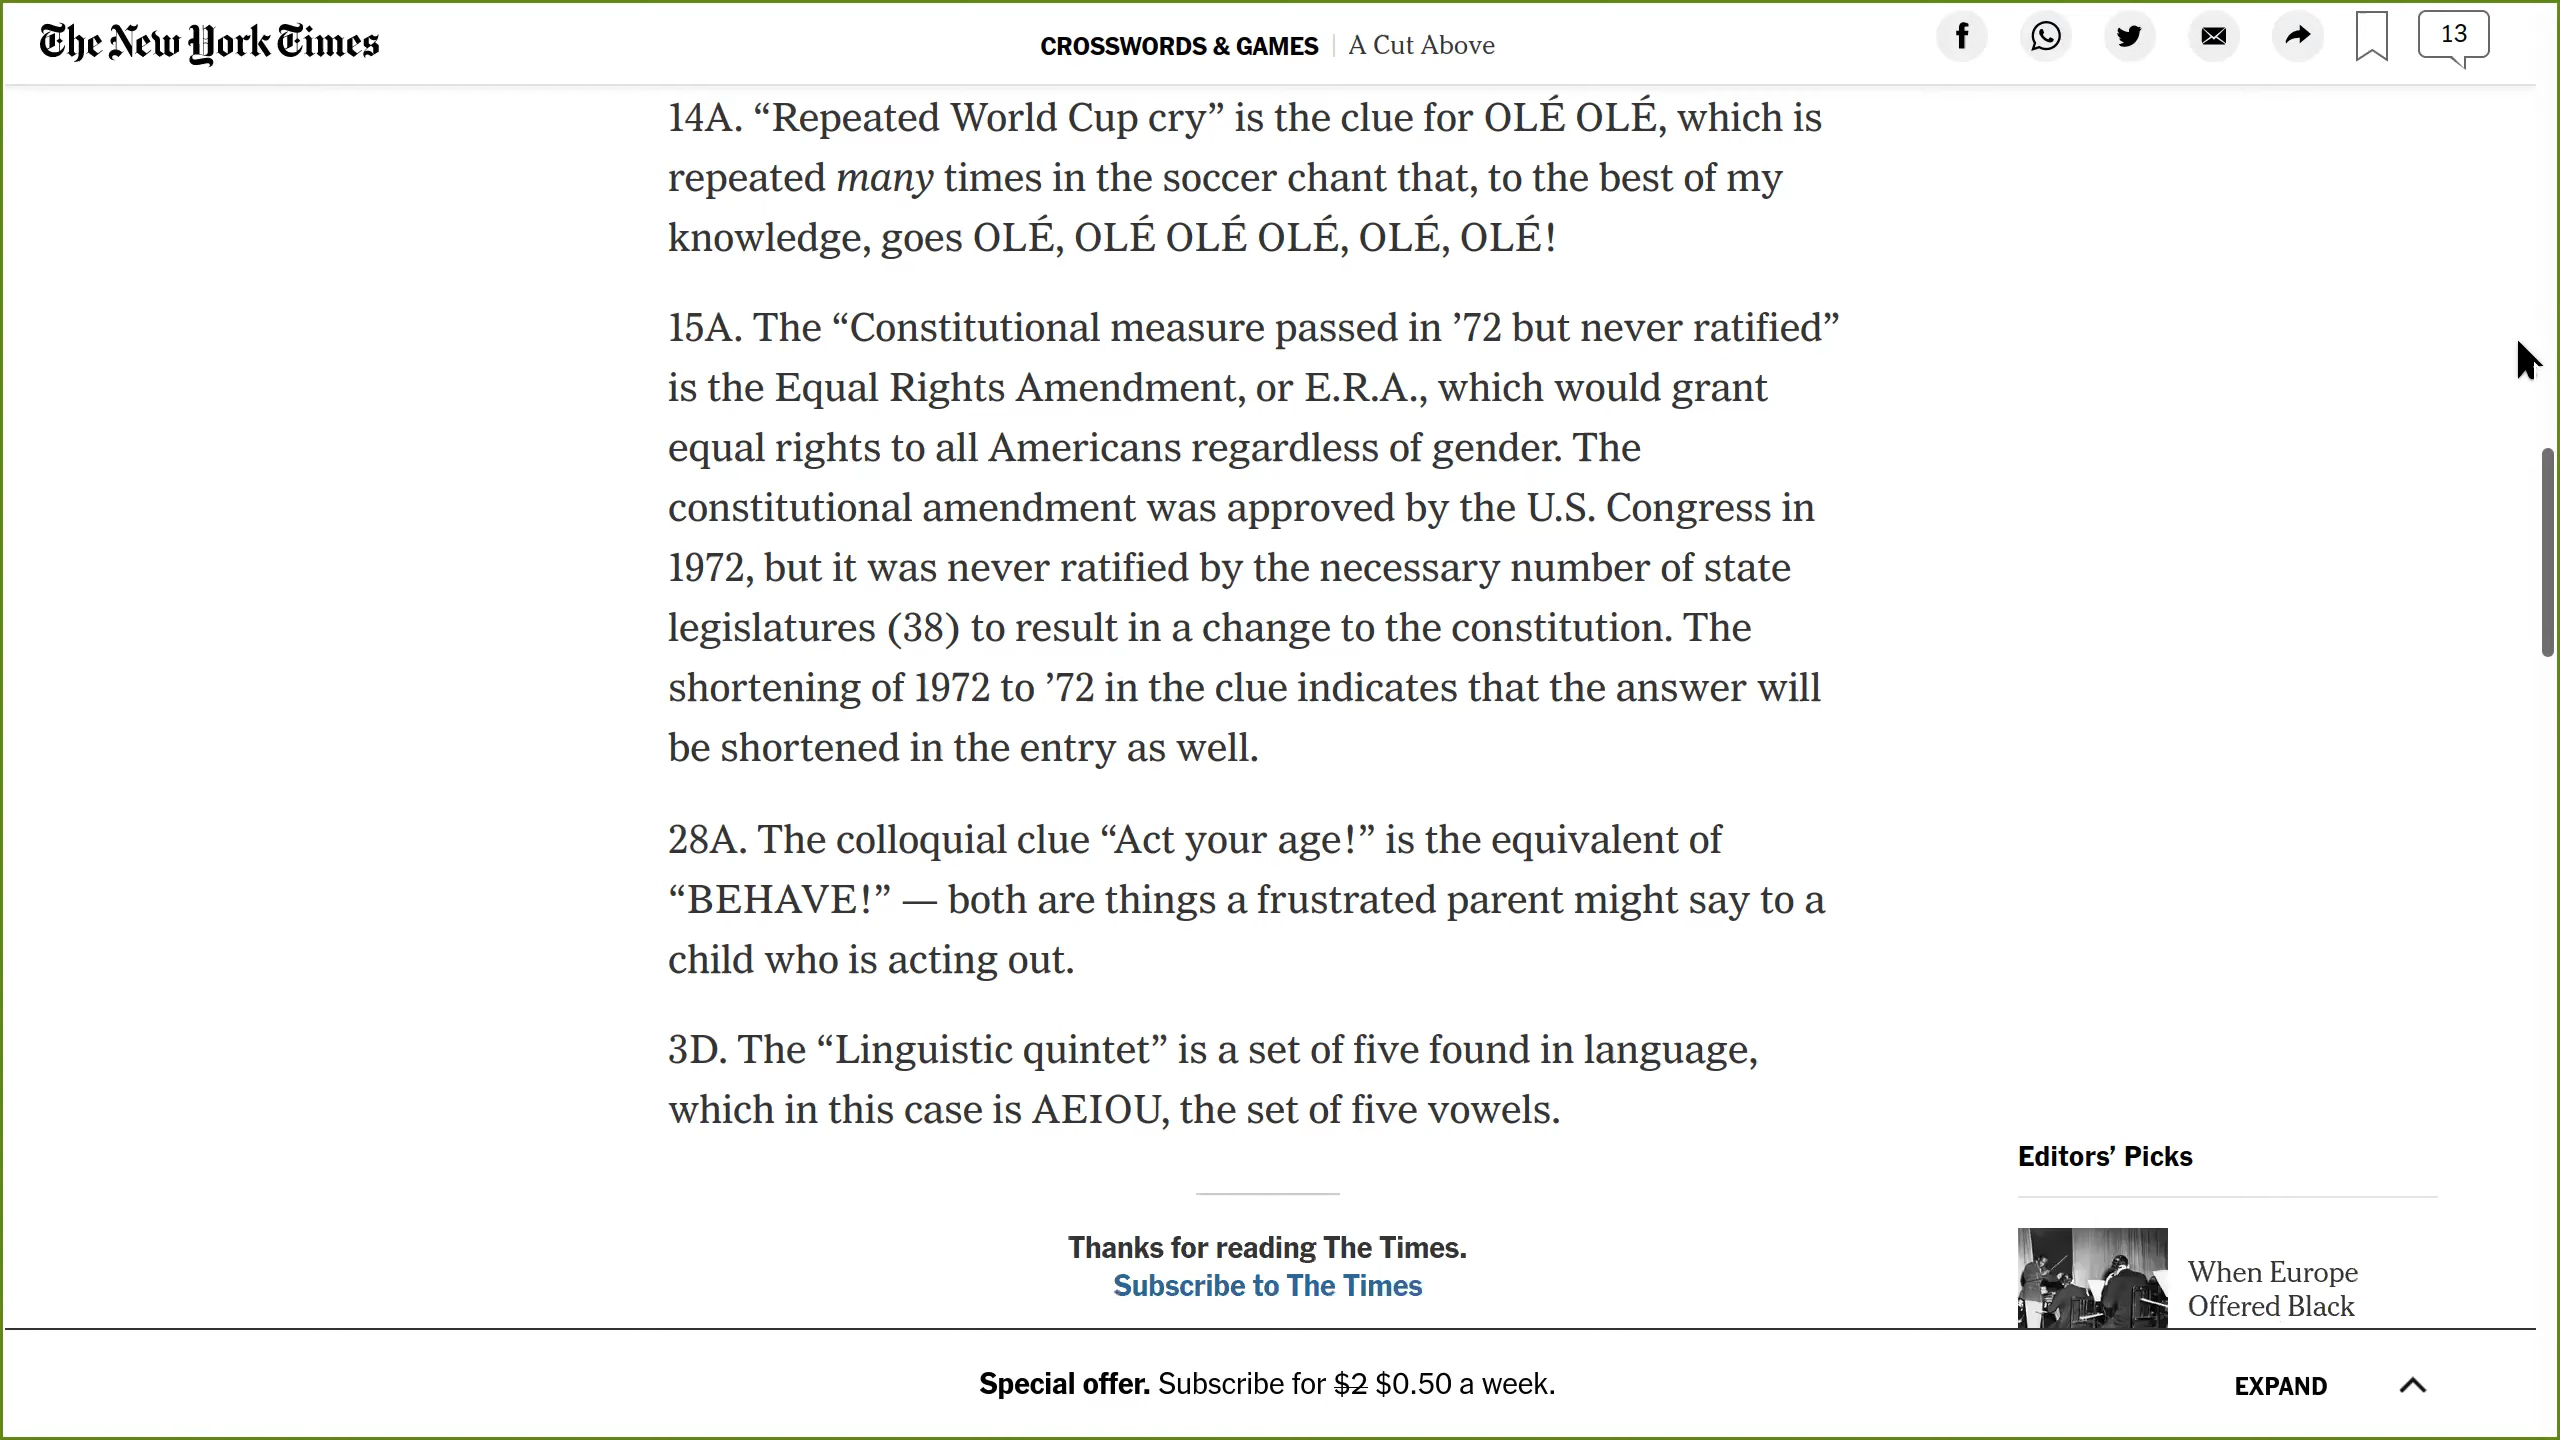 The New York Times
CROSSWORDS & GAMES | A Cut Above
13
14A. “Repeated World Cup cry” is the clue for OLÉ OLÉ, which is
repeated many times in the soccer chant that, to the best of my
knowledge, goes OLÉ, OLÉ OLÉ OLÉ, OLÉ, OLÉ!
15A. The “Constitutional measure passed in ’72 but never ratified”
is the Equal Rights Amendment, or E.R.A., which would grant
equal rights to all Americans regardless of gender. The
constitutional amendment was approved by the U.S. Congress in
1972, but it was never ratified by the necessary number of state
legislatures (38) to result in a change to the constitution. The
shortening of 1972 to ’72 in the clue indicates that the answer will
be shortened in the entry as well.
28A. The colloquial clue “Act your age!” is the equivalent of
“BEHAVE!” — both are things a frustrated parent might say to a
child who is acting out.
3D. The “Linguistic quintet” is a set of five found in language,
which in this case is AEIOU, the set of five vowels.
Thanks for reading The Times.
Subscribe to The Times
Editors’ Picks
When Europe
Offered Black
Special offer. Subscribe for $2 $0.50 a week.
EXPAND